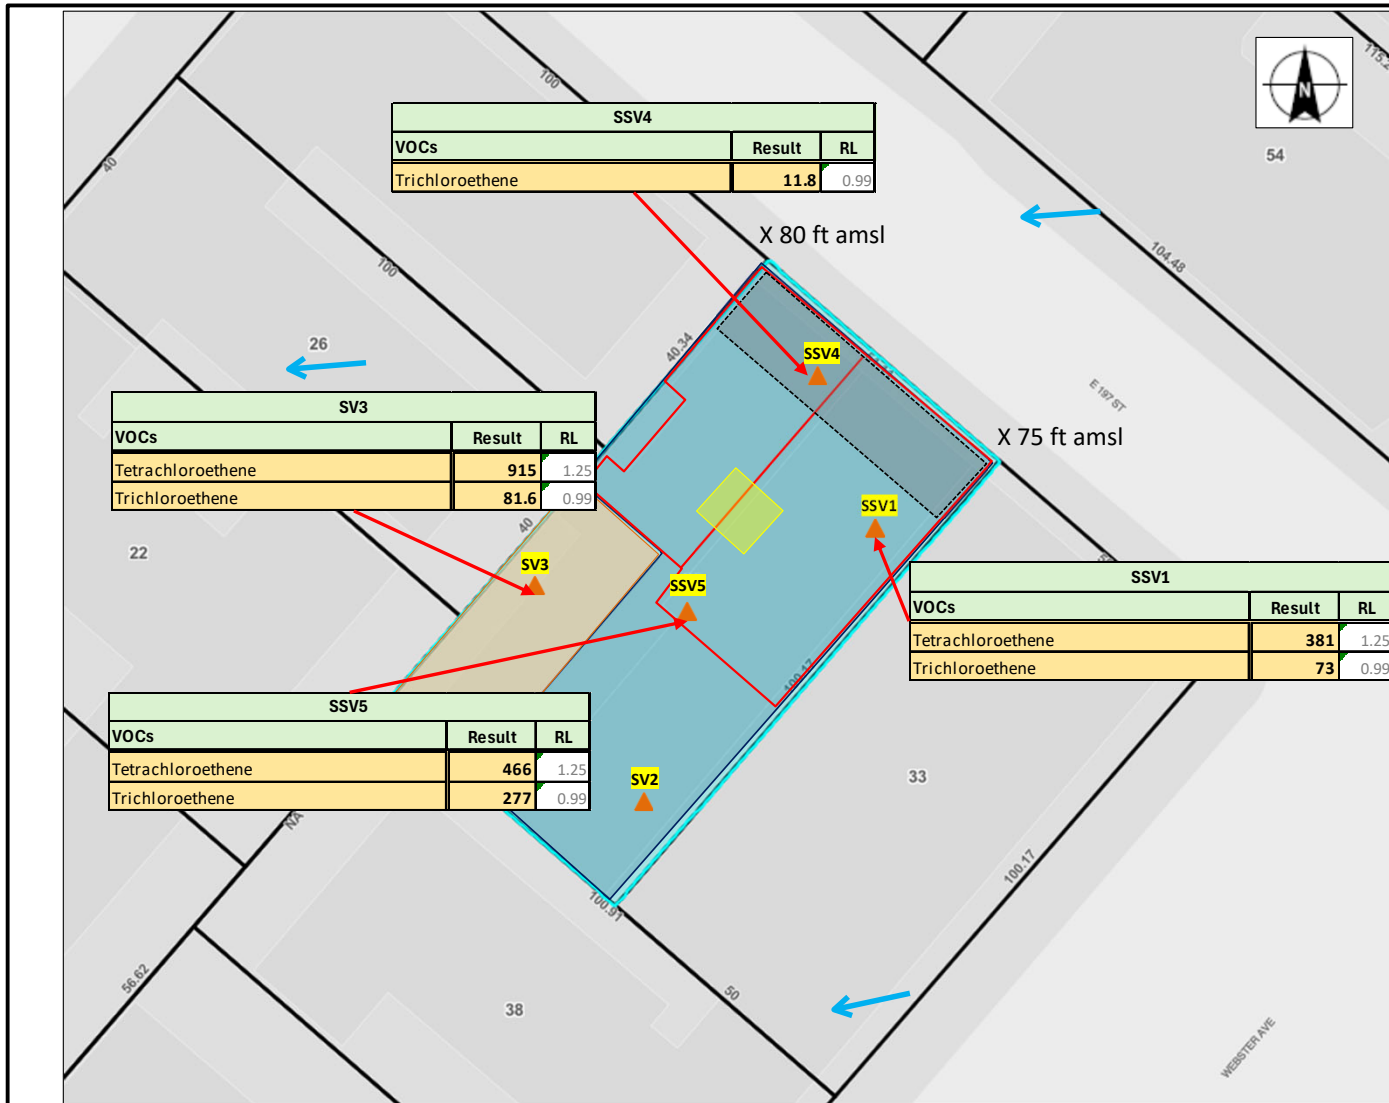 100
115.2
N
54
SSV4
VOCs Result RL
Trichloroethene 11.8 0.99
40
X 80 ft amsl
104.48
100
40.34
26
SSV4
E 197 ST
SV3
VOCs Result RL
Tetrachloroethene 915 1.25
Trichloroethene 81.6 0.99
X 75 ft amsl
SSV1
40
22
SV3
SSV5
SSV1
VOCs Result RL
Tetrachloroethene 381 1.25
Trichloroethene 73 0.99
100.17
SSV5
VOCs Result RL
Tetrachloroethene 466 1.25
Trichloroethene 277 0.99
SV2
33
NA
100.17
100.91
56.62
50
38
WEBSTER AVE